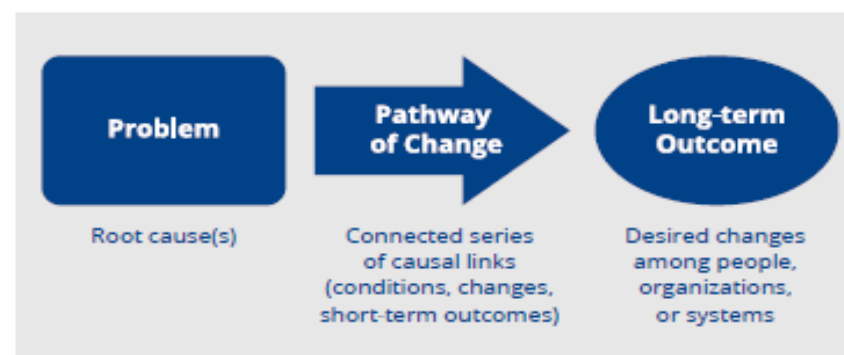 Problem
Pathway
of Change
Long-term
Outcome
Root cause(s)
Connected series
of causal links
(conditions, changes,
short-term outcomes)
Desired changes
among people,
organizations,
or systems